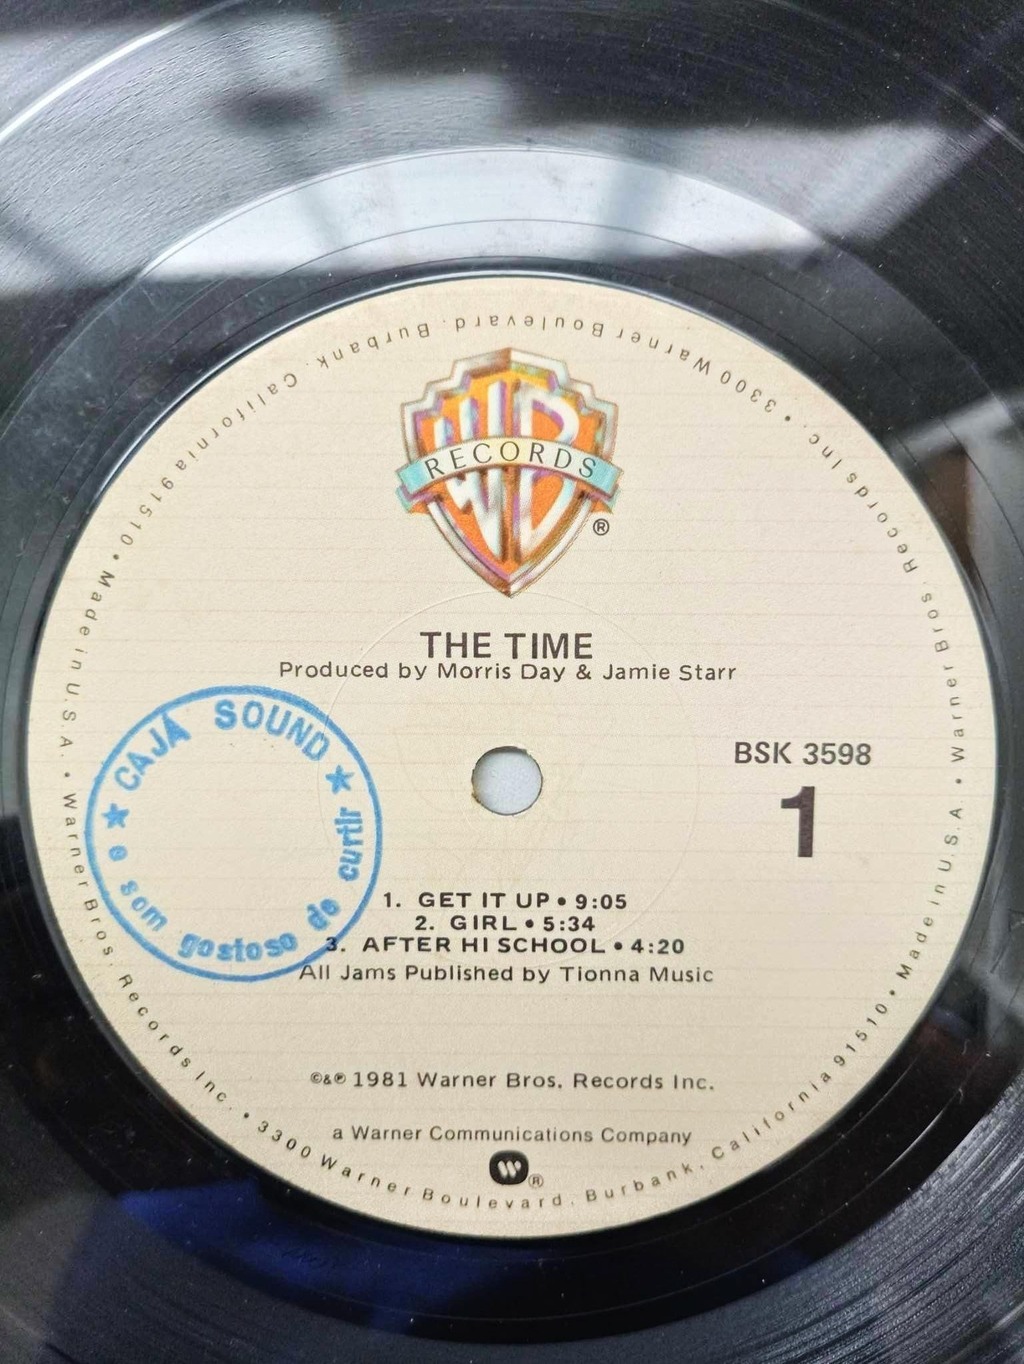 WB
RECORDS
®
THE TIME
Produced by Morris Day & Jamie Starr
BSK 3598
1
★ CAJÁ SOUND ★
o som gostoso de curtir
1. GET IT UP • 9:05
2. GIRL • 5:34
3. AFTER HI SCHOOL • 4:20
All Jams Published by Tionna Music
©&℗ 1981 Warner Bros. Records Inc.
a Warner Communications Company
W®
Warner Bros. Records Inc. • 3300 Warner Boulevard. Burbank, California 91510 • Made in U.S.A. • Warner Bros. Records Inc. • 3300 Warner Boulevard. Burbank, California 91510 • Made in U.S.A. •